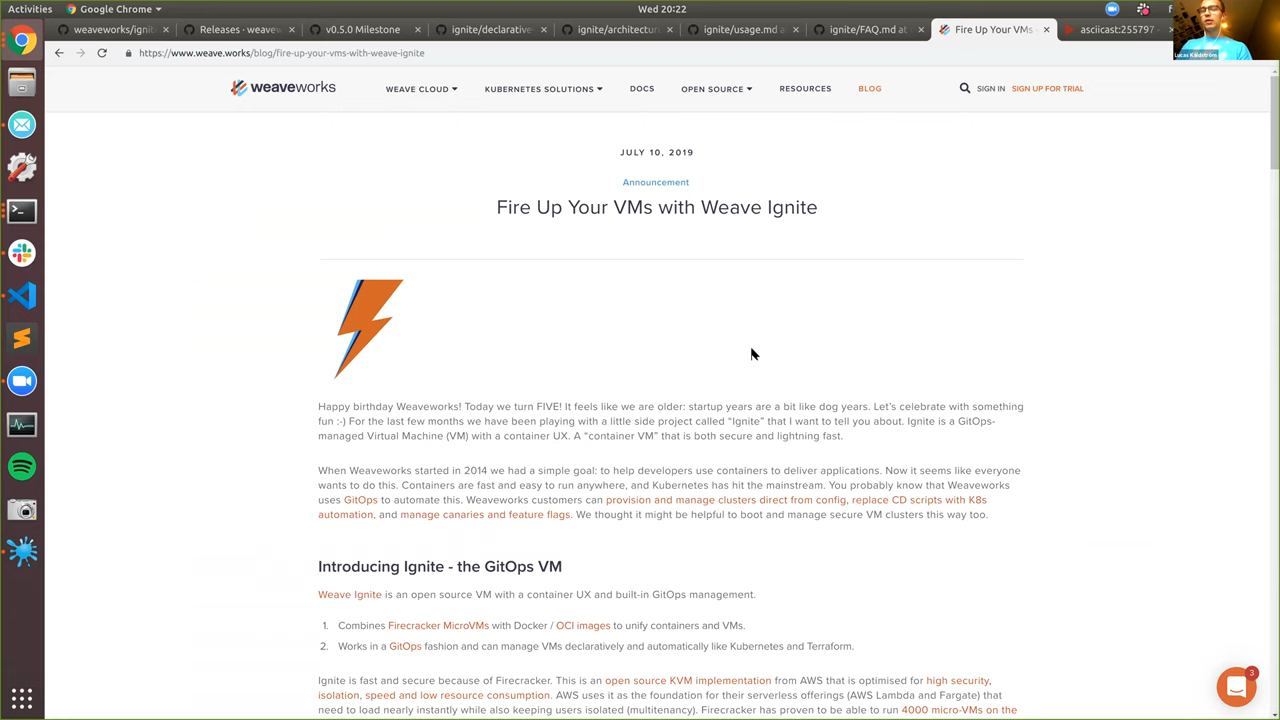 Activities
Google Chrome
Wed 20:22
weaveworks/ignit
Releases · weavew
v0.5.0 Milestone
ignite/declarative
ignite/architectur
ignite/usage.md a
ignite/FAQ.md at
Fire Up Your VMs
asciicast:255797
Lucas Käldström
https://www.weave.works/blog/fire-up-your-vms-with-weave-ignite
weaveworks
WEAVE CLOUD
KUBERNETES SOLUTIONS
DOCS
OPEN SOURCE
RESOURCES
BLOG
SIGN IN
SIGN UP FOR TRIAL
JULY 10, 2019
Announcement
Fire Up Your VMs with Weave Ignite
Happy birthday Weaveworks! Today we turn FIVE! It feels like we are older: startup years are a bit like dog years. Let's celebrate with something
fun :-) For the last few months we have been playing with a little side project called “Ignite” that I want to tell you about. Ignite is a GitOps-
managed Virtual Machine (VM) with a container UX. A “container VM” that is both secure and lightning fast.
When Weaveworks started in 2014 we had a simple goal: to help developers use containers to deliver applications. Now it seems like everyone
wants to do this. Containers are fast and easy to run anywhere, and Kubernetes has hit the mainstream. You probably know that Weaveworks
uses GitOps to automate this. Weaveworks customers can provision and manage clusters direct from config, replace CD scripts with K8s
automation, and manage canaries and feature flags. We thought it might be helpful to boot and manage secure VM clusters this way too.
Introducing Ignite - the GitOps VM
Weave Ignite is an open source VM with a container UX and built-in GitOps management.
1. Combines Firecracker MicroVMs with Docker / OCI images to unify containers and VMs.
2. Works in a GitOps fashion and can manage VMs declaratively and automatically like Kubernetes and Terraform.
Ignite is fast and secure because of Firecracker. This is an open source KVM implementation from AWS that is optimised for high security,
isolation, speed and low resource consumption. AWS uses it as the foundation for their serverless offerings (AWS Lambda and Fargate) that
need to load nearly instantly while also keeping users isolated (multitenancy). Firecracker has proven to be able to run 4000 micro-VMs on the
3